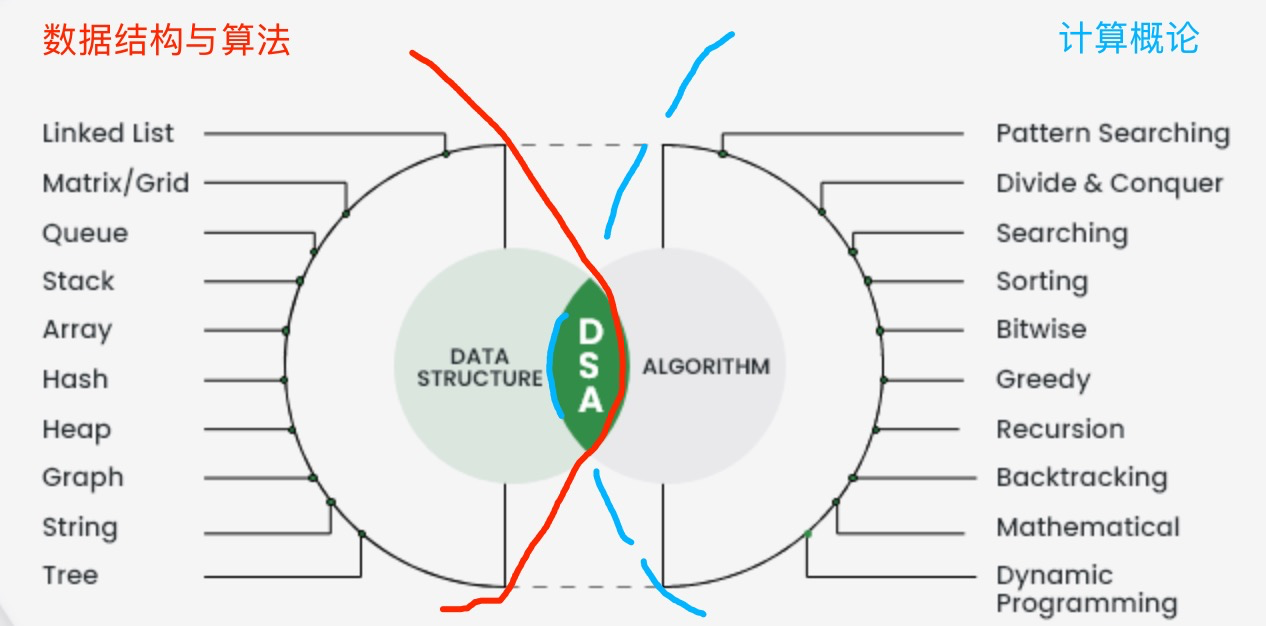 数据结构与算法
计算概论
Linked List
Matrix/Grid
Queue
Stack
Array
Hash
Heap
Graph
String
Tree
DATA
STRUCTURE
D
S
A
ALGORITHM
Pattern Searching
Divide & Conquer
Searching
Sorting
Bitwise
Greedy
Recursion
Backtracking
Mathematical
Dynamic
Programming